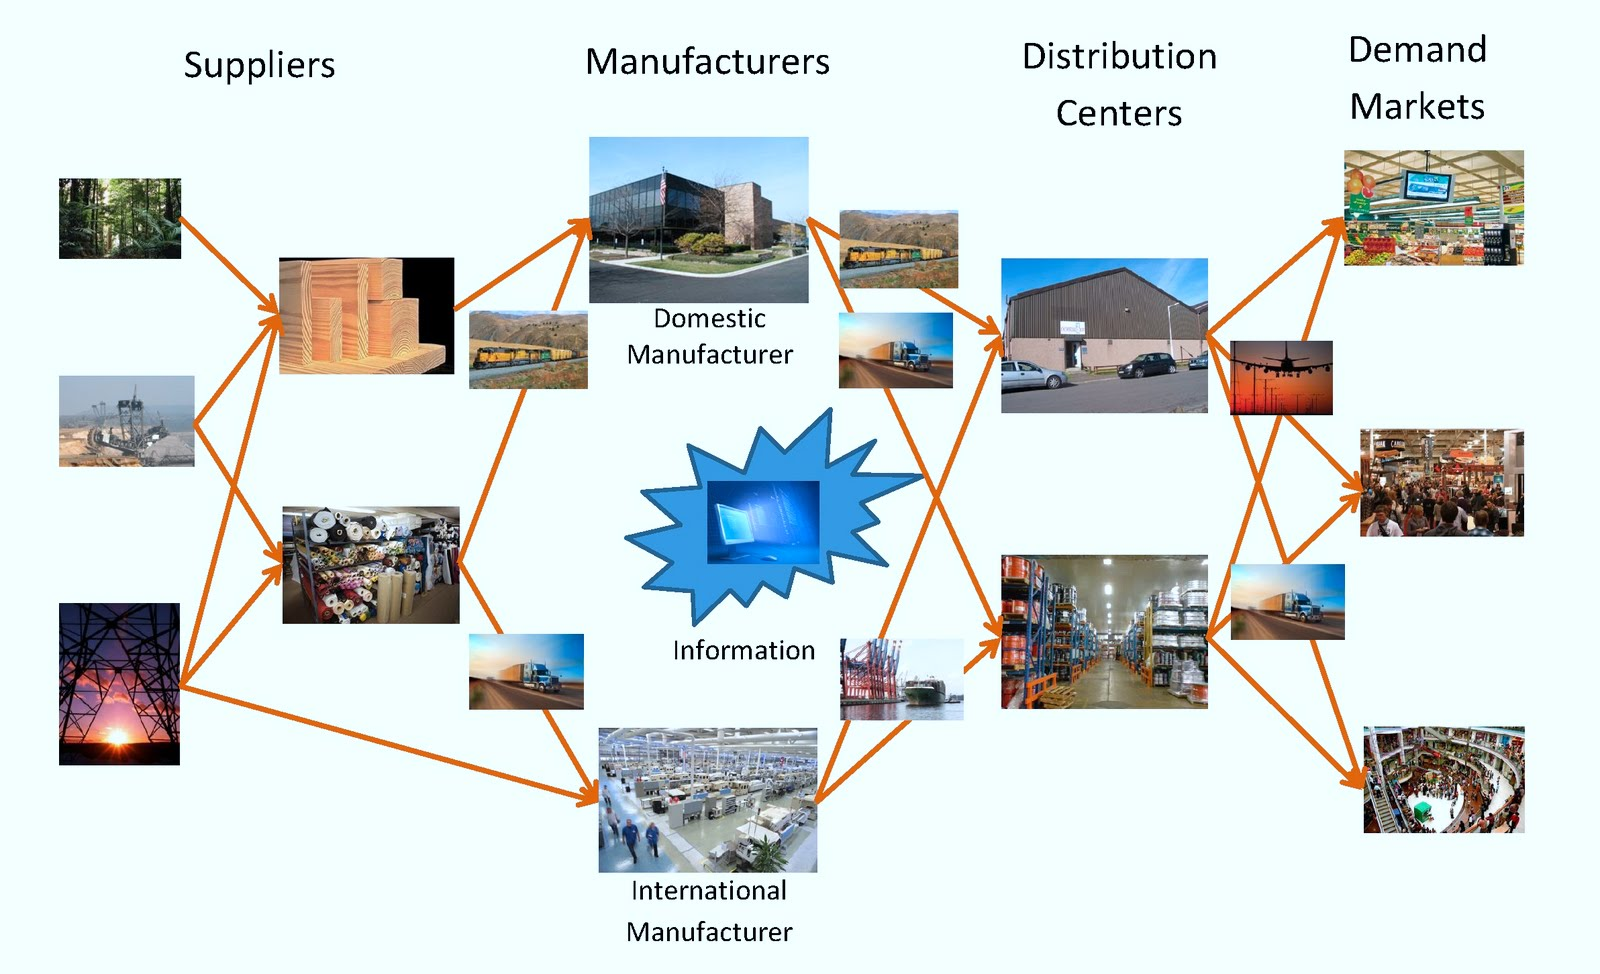 Suppliers
Manufacturers
Distribution
Centers
Demand
Markets
Domestic
Manufacturer
Information
International
Manufacturer